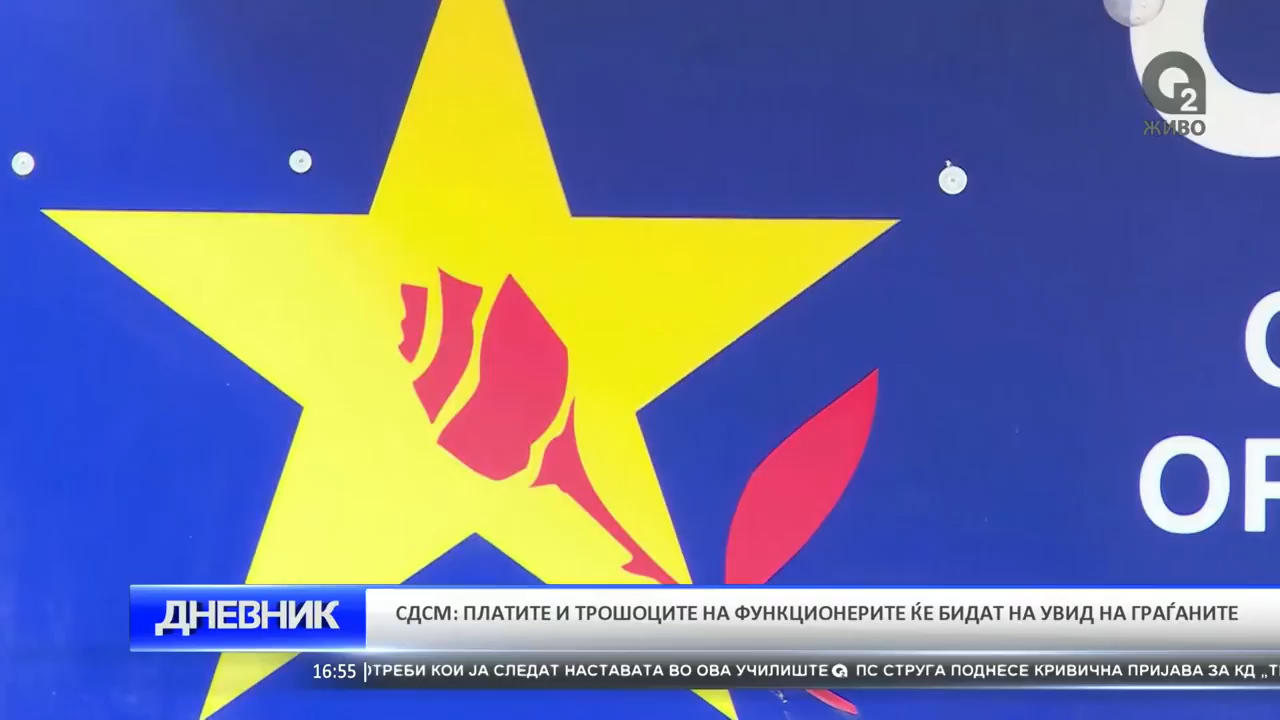 2
ЖИВО
ДНЕВНИК
СДСМ: ПЛАТИТЕ И ТРОШОЦИТЕ НА ФУНКЦИОНЕРИТЕ ЌЕ БИДАТ НА УВИД НА ГРАЃАНИТЕ
16:55
КОИ ЈА СЛЕДАТ НАСТАВАТА ВО ОВА УЧИЛИШТЕ ПС СТРУГА ПОДНЕСЕ КРИВИЧНА ПРИЈАВА ЗА КД